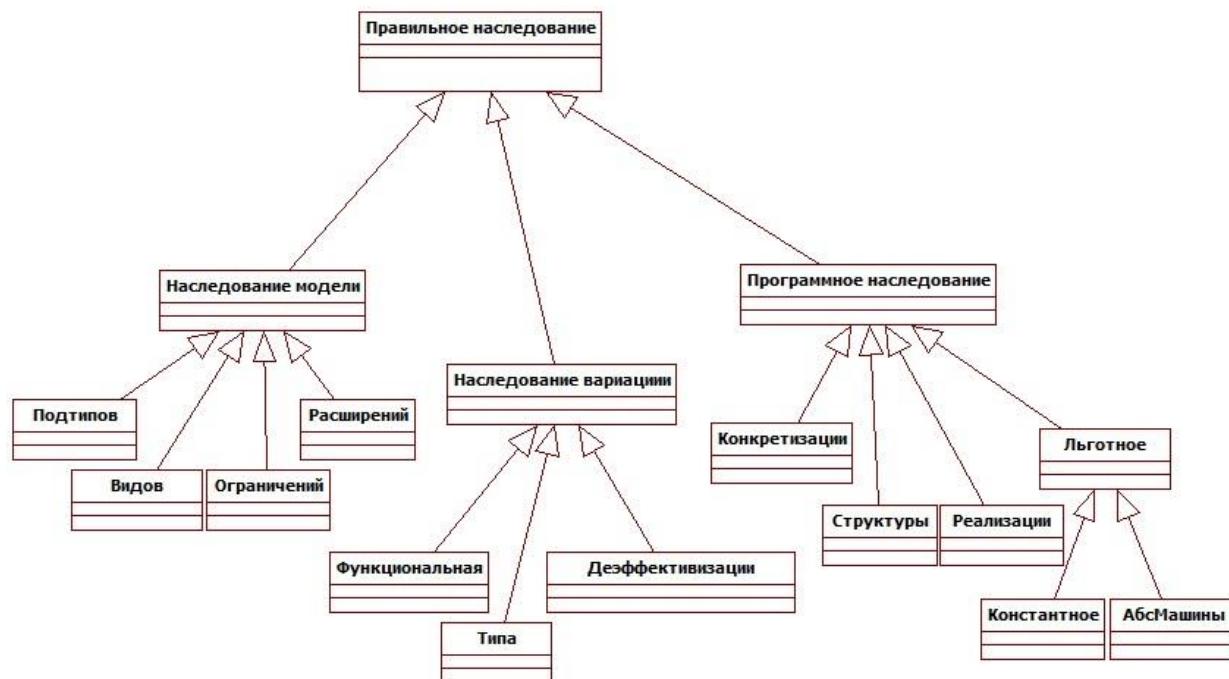 Правильное наследование
Наследование модели
Программное наследование
Наследование вариациии
Подтипов
Расширений
Конкретизации
Льготное
Видов
Ограничений
Структуры
Реализации
Функциональная
Деэффективизации
Константное
АбсМашины
Типа